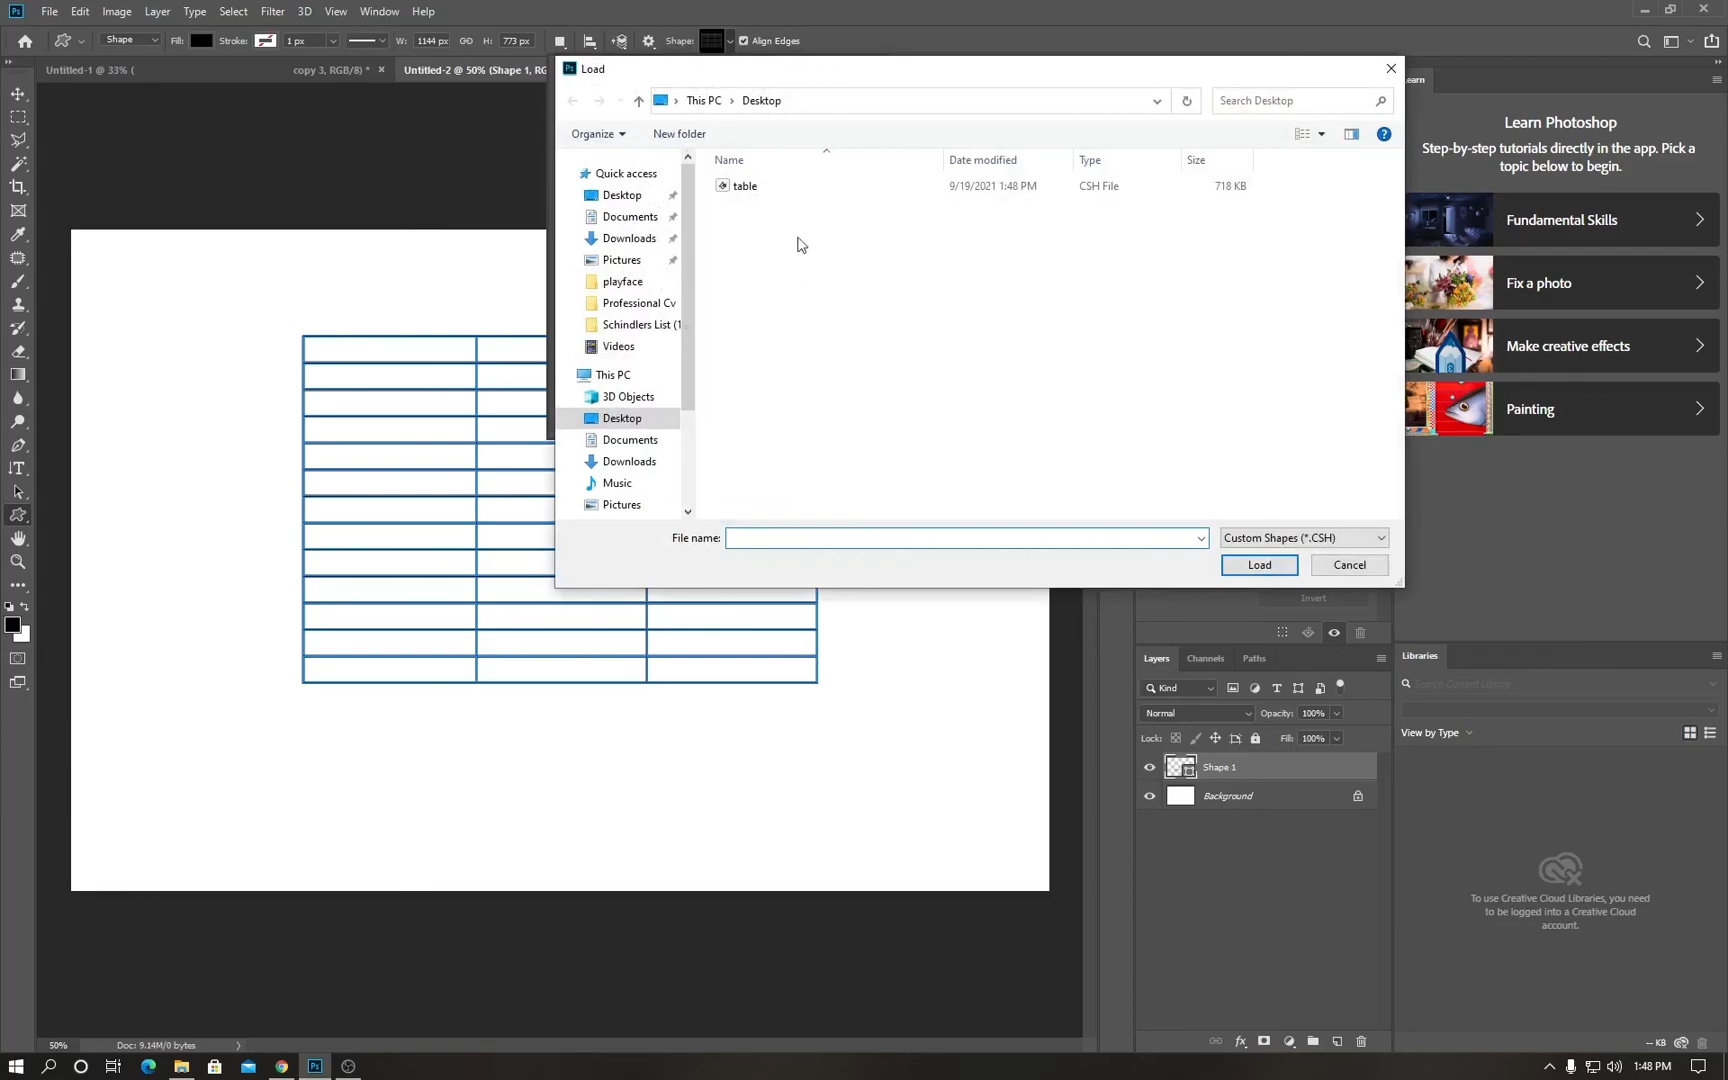 Ps File Edit Image Layer Type Select Filter 3D View Window Help
Shape Fill: Stroke: 1 px W: 1144 px H: 773 px Shape: Align Edges
Untitled-1 @ 33% ( copy 3, RGB/8) * × Untitled-2 @ 50% (Shape 1, RG
Ps Load
This PC > Desktop
Search Desktop
Organize New folder
Name Date modified Type Size
table 9/19/2021 1:48 PM CSH File 718 KB
Quick access
Desktop
Documents
Downloads
Pictures
playface
Professional Cv
Schindlers List (1
Videos
This PC
3D Objects
Desktop
Documents
Downloads
Music
Pictures
File name: Custom Shapes (*.CSH)
Load Cancel
Learn Photoshop
Step-by-step tutorials directly in the app. Pick a
topic below to begin.
Fundamental Skills
Fix a photo
Make creative effects
Painting
Invert
Layers Channels Paths
Kind
Normal Opacity: 100%
Lock: Fill: 100%
Shape 1
Background
Libraries
Search Current Library
View by Type
To use Creative Cloud Libraries, you need
to be logged into a Creative Cloud
account.
-- KB
50% Doc: 9.14M/0 bytes
Ps
1:48 PM